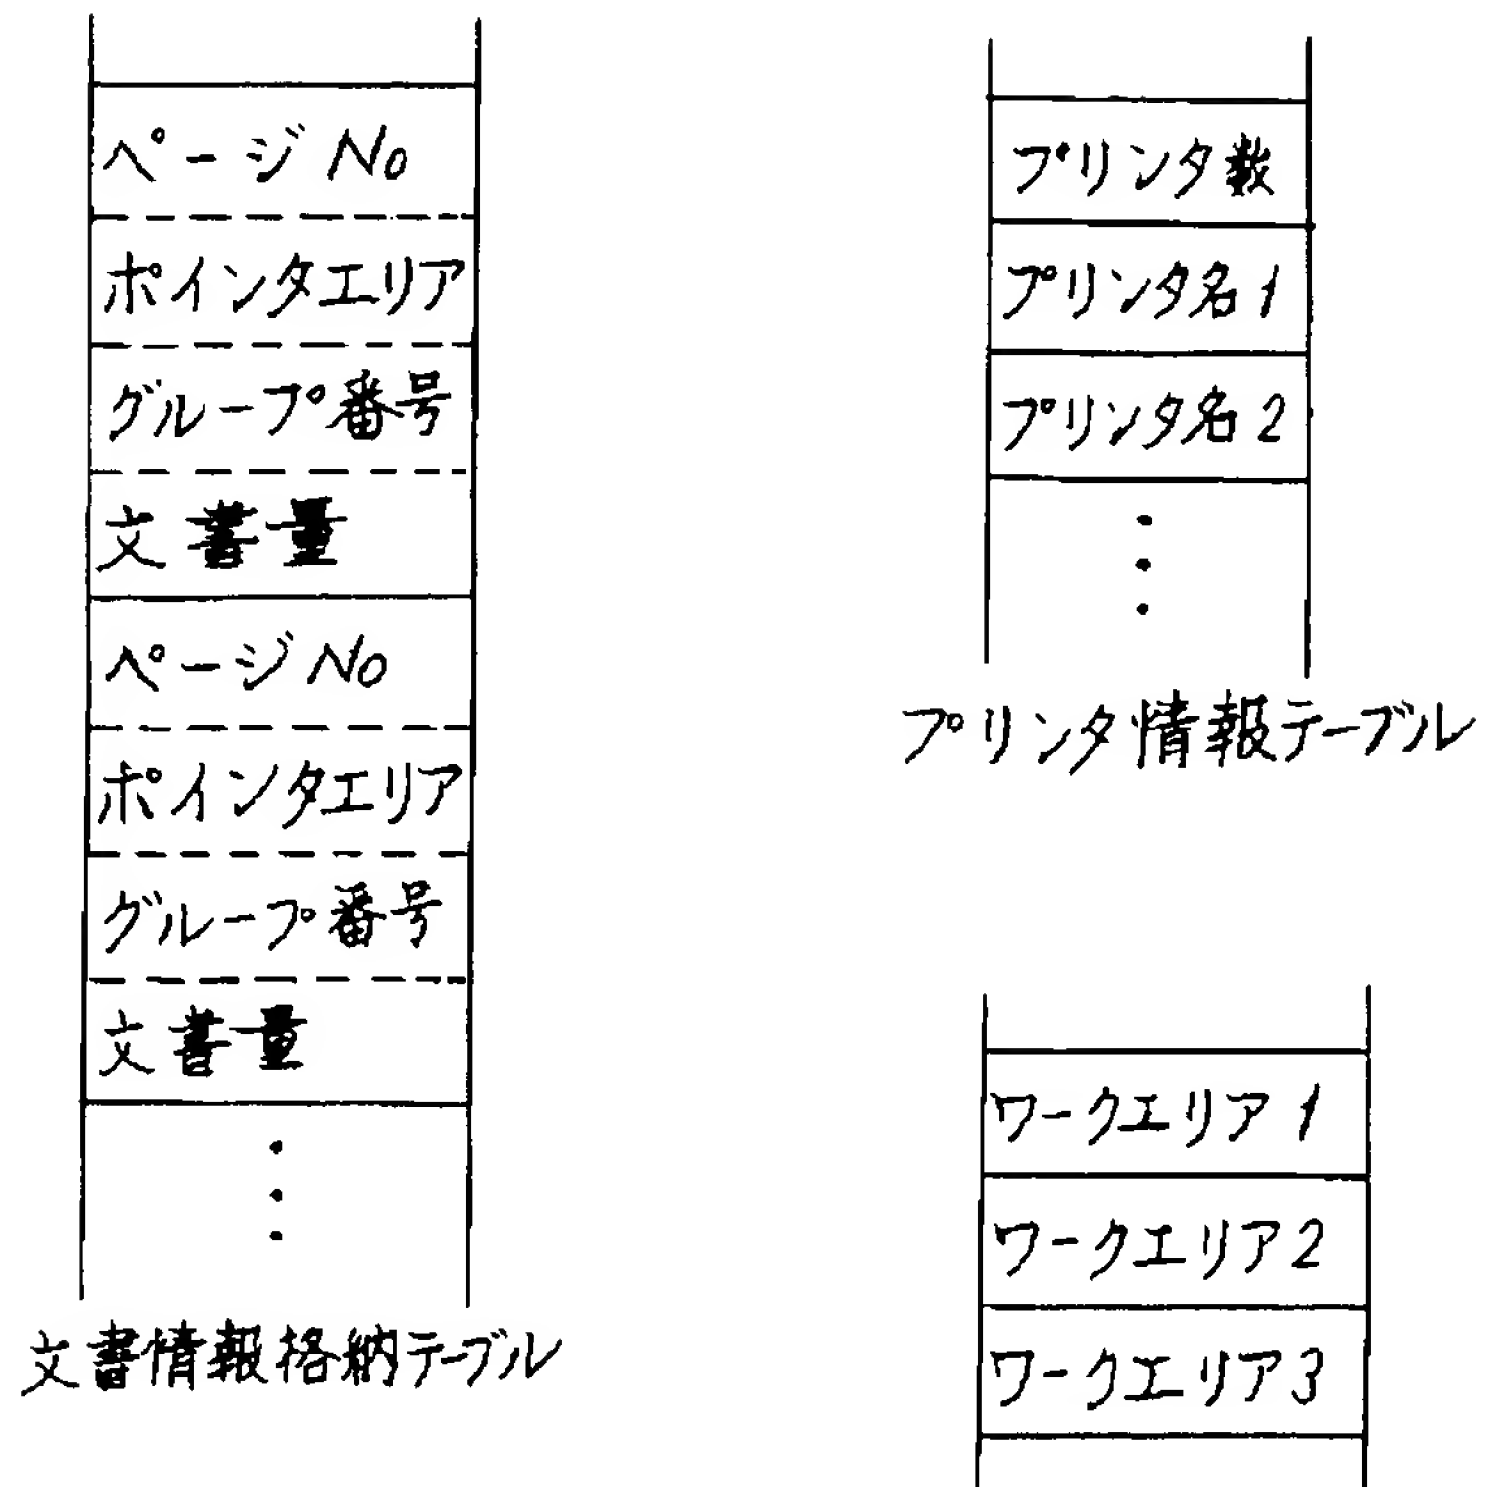 ページNo
ポインタエリア
グループ番号
文書量
ページNo
ポインタエリア
グループ番号
文書量
文書情報格納テーブル
プリンタ数
プリンタ名1
プリンタ名2
プリンタ情報テーブル
ワークエリア1
ワークエリア2
ワークエリア3